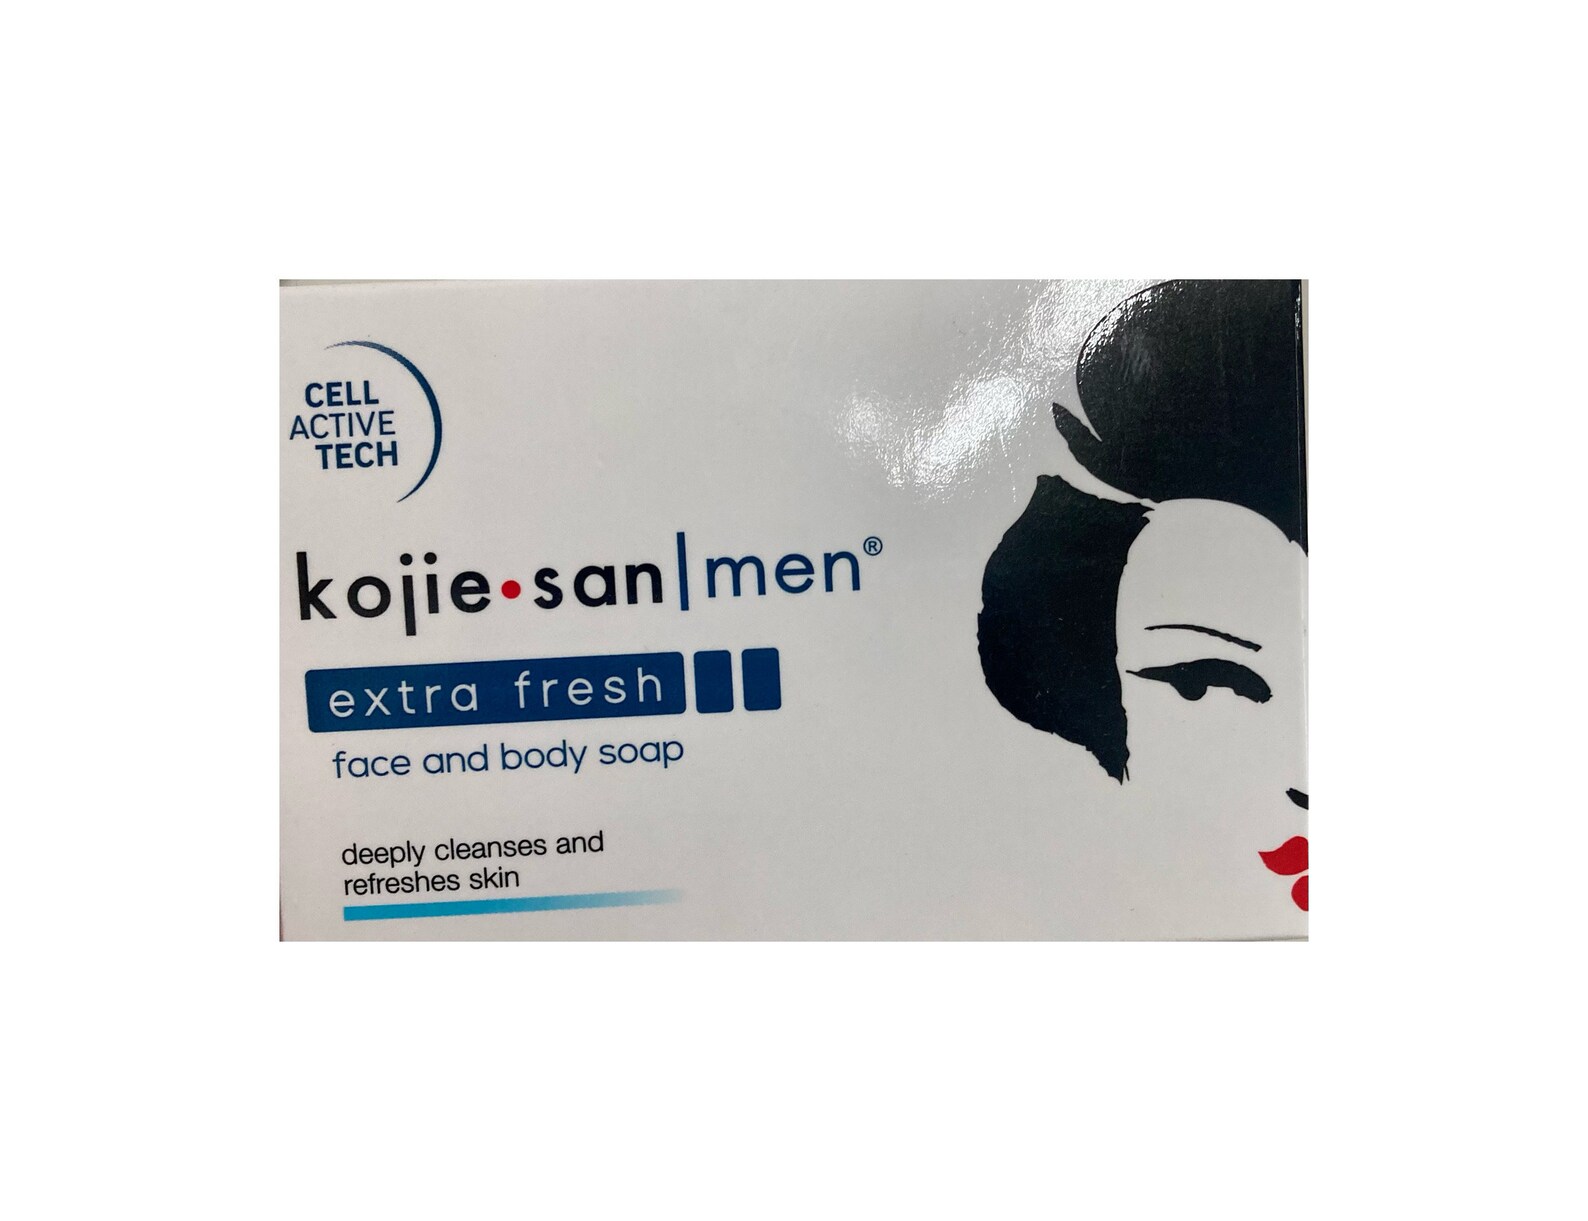 CELL
ACTIVE
TECH
kojie•san|men®
extra fresh
face and body soap
deeply cleanses and
refreshes skin